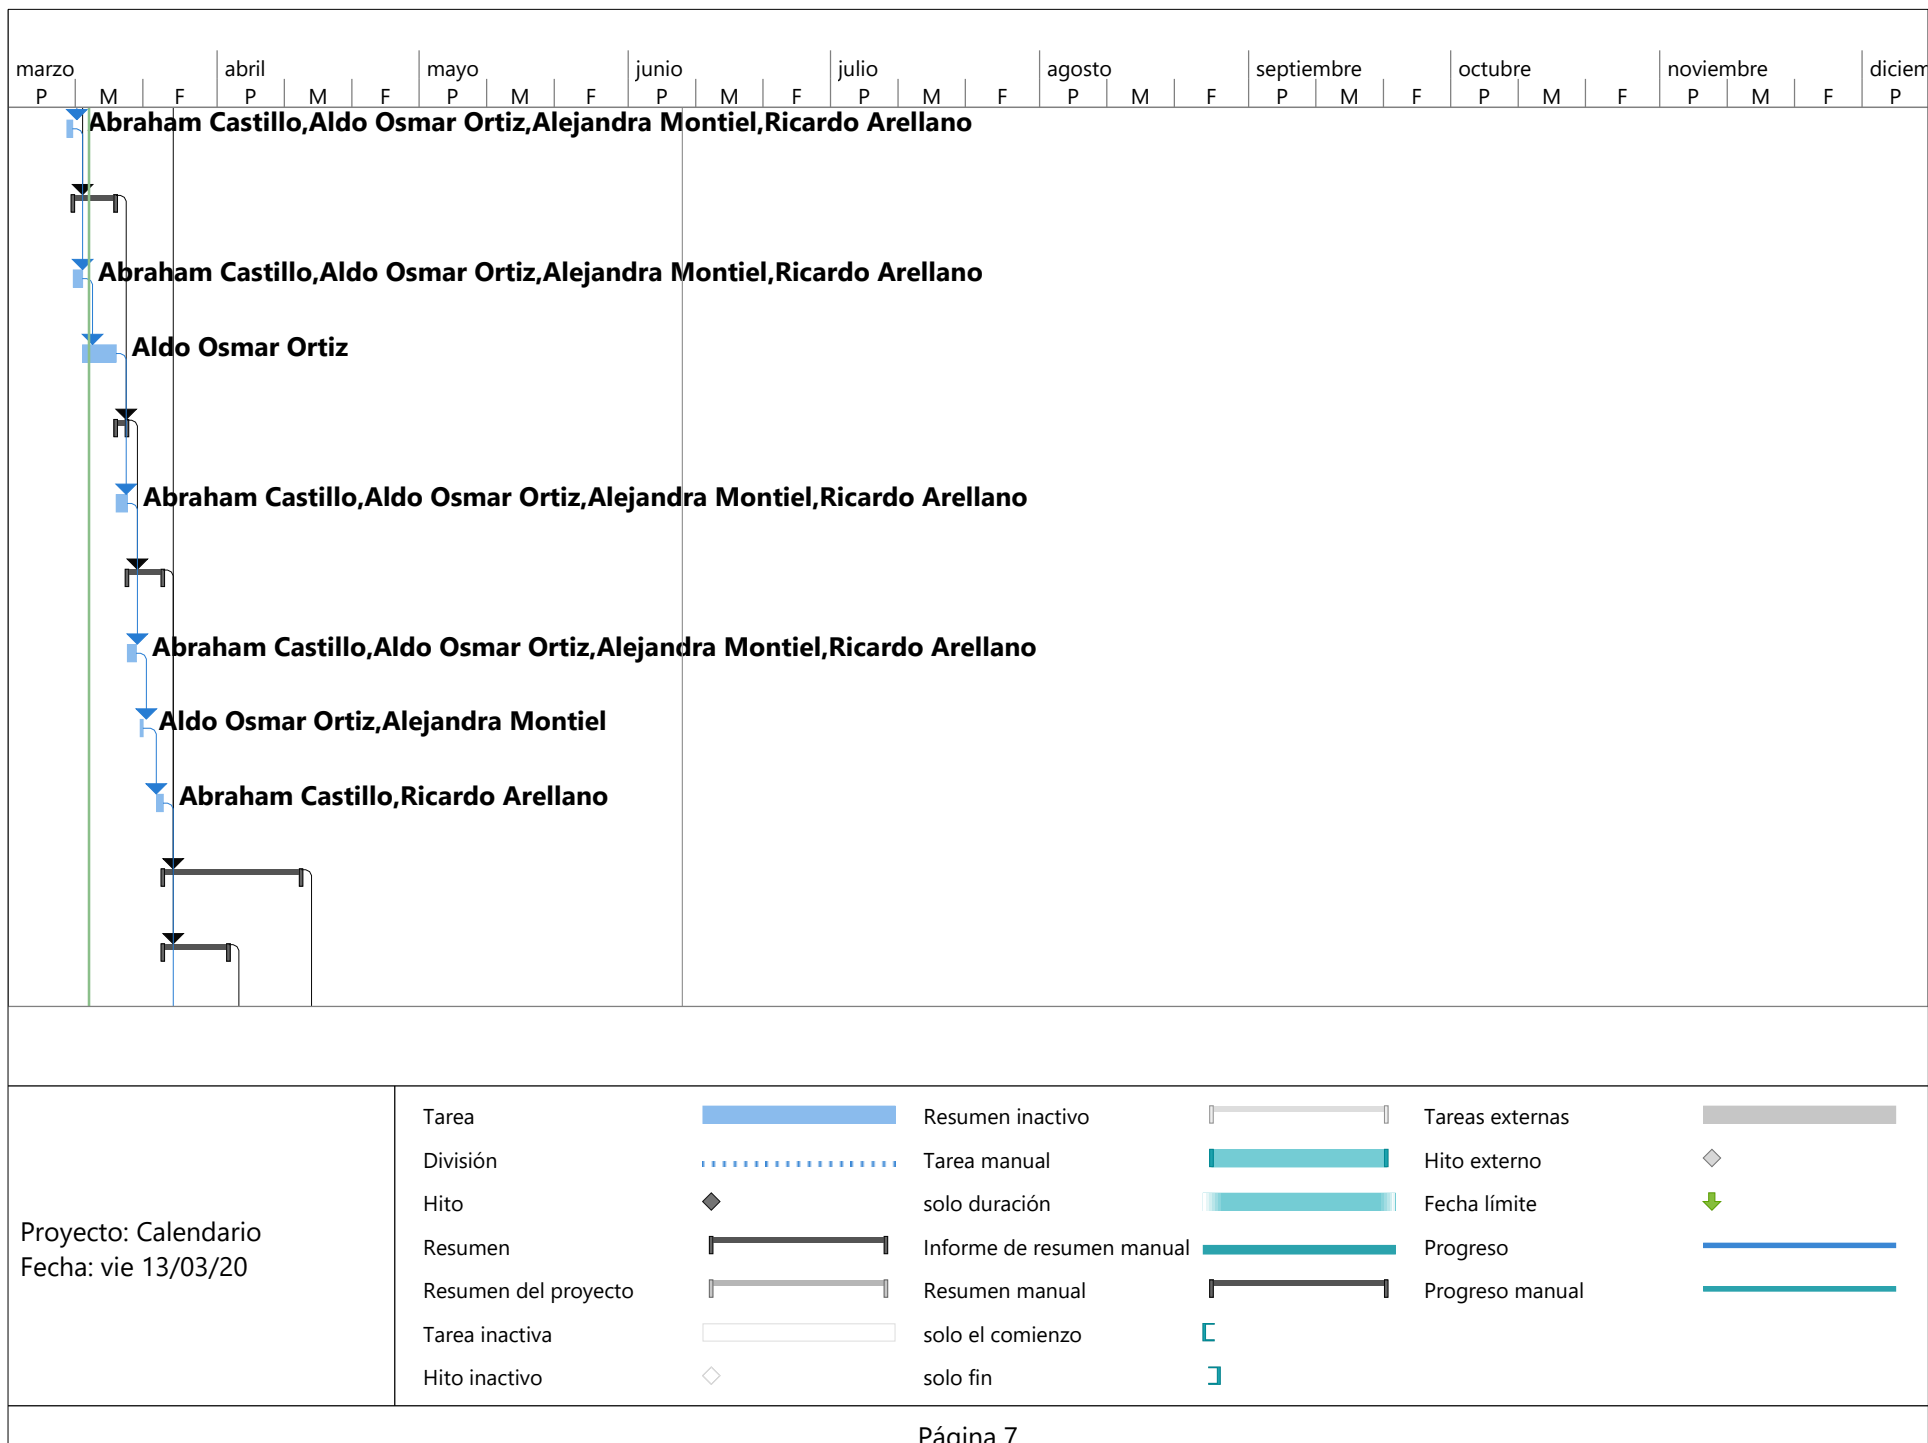 marzo abril mayo junio julio agosto septiembre octubre noviembre diciem
P M F P M F P M F P M F P M F P M F P M F P M F P M F P
Abraham Castillo,Aldo Osmar Ortiz,Alejandra Montiel,Ricardo Arellano
Abraham Castillo,Aldo Osmar Ortiz,Alejandra Montiel,Ricardo Arellano
Aldo Osmar Ortiz
Abraham Castillo,Aldo Osmar Ortiz,Alejandra Montiel,Ricardo Arellano
Abraham Castillo,Aldo Osmar Ortiz,Alejandra Montiel,Ricardo Arellano
Aldo Osmar Ortiz,Alejandra Montiel
Abraham Castillo,Ricardo Arellano
Proyecto: Calendario
Fecha: vie 13/03/20
Tarea
División
Hito
Resumen
Resumen del proyecto
Tarea inactiva
Hito inactivo
Resumen inactivo
Tarea manual
solo duración
Informe de resumen manual
Resumen manual
solo el comienzo
solo fin
Tareas externas
Hito externo
Fecha límite
Progreso
Progreso manual
Página 7